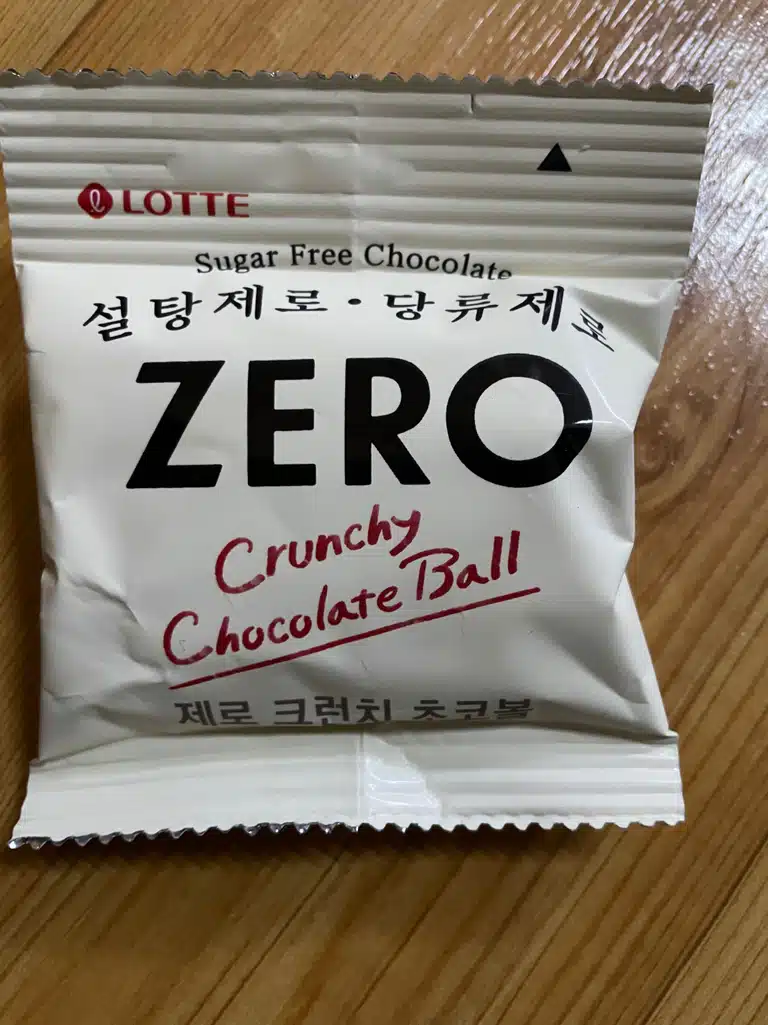 LOTTE
Sugar Free Chocolate
설탕제로·당류제로
ZERO
Crunchy
Chocolate Ball
제로 크런치 초코볼